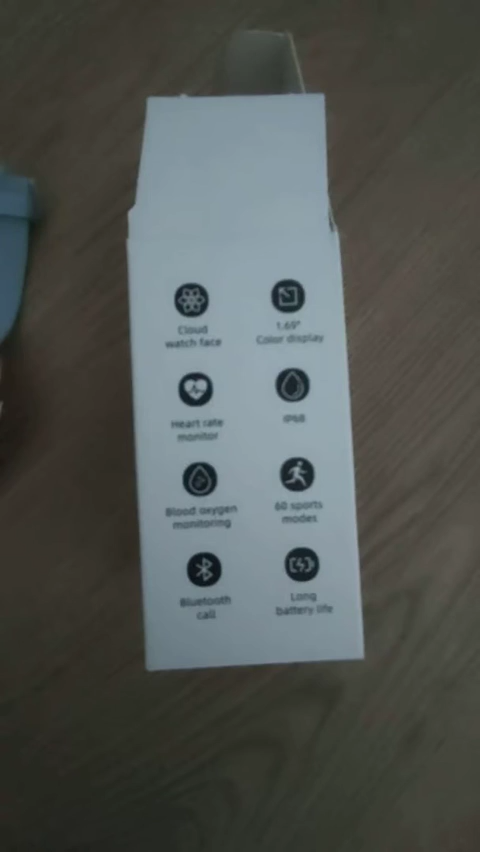 Cloud
watch face
1.69"
Color display
Heart rate
monitor
IP68
Blood oxygen
monitoring
60 sports
modes
Bluetooth
call
Long
battery life